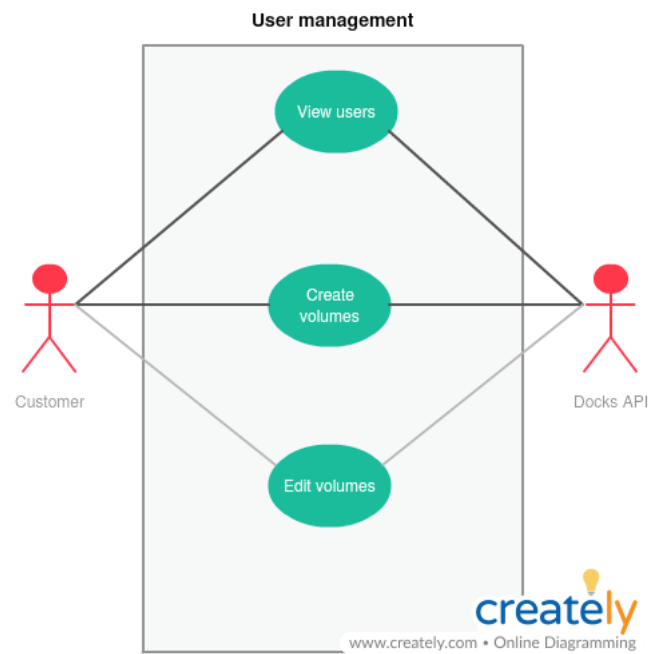 User management
View users
Create
volumes
Customer
Docks API
Edit volumes
creately
www.creately.com • Online Diagramming